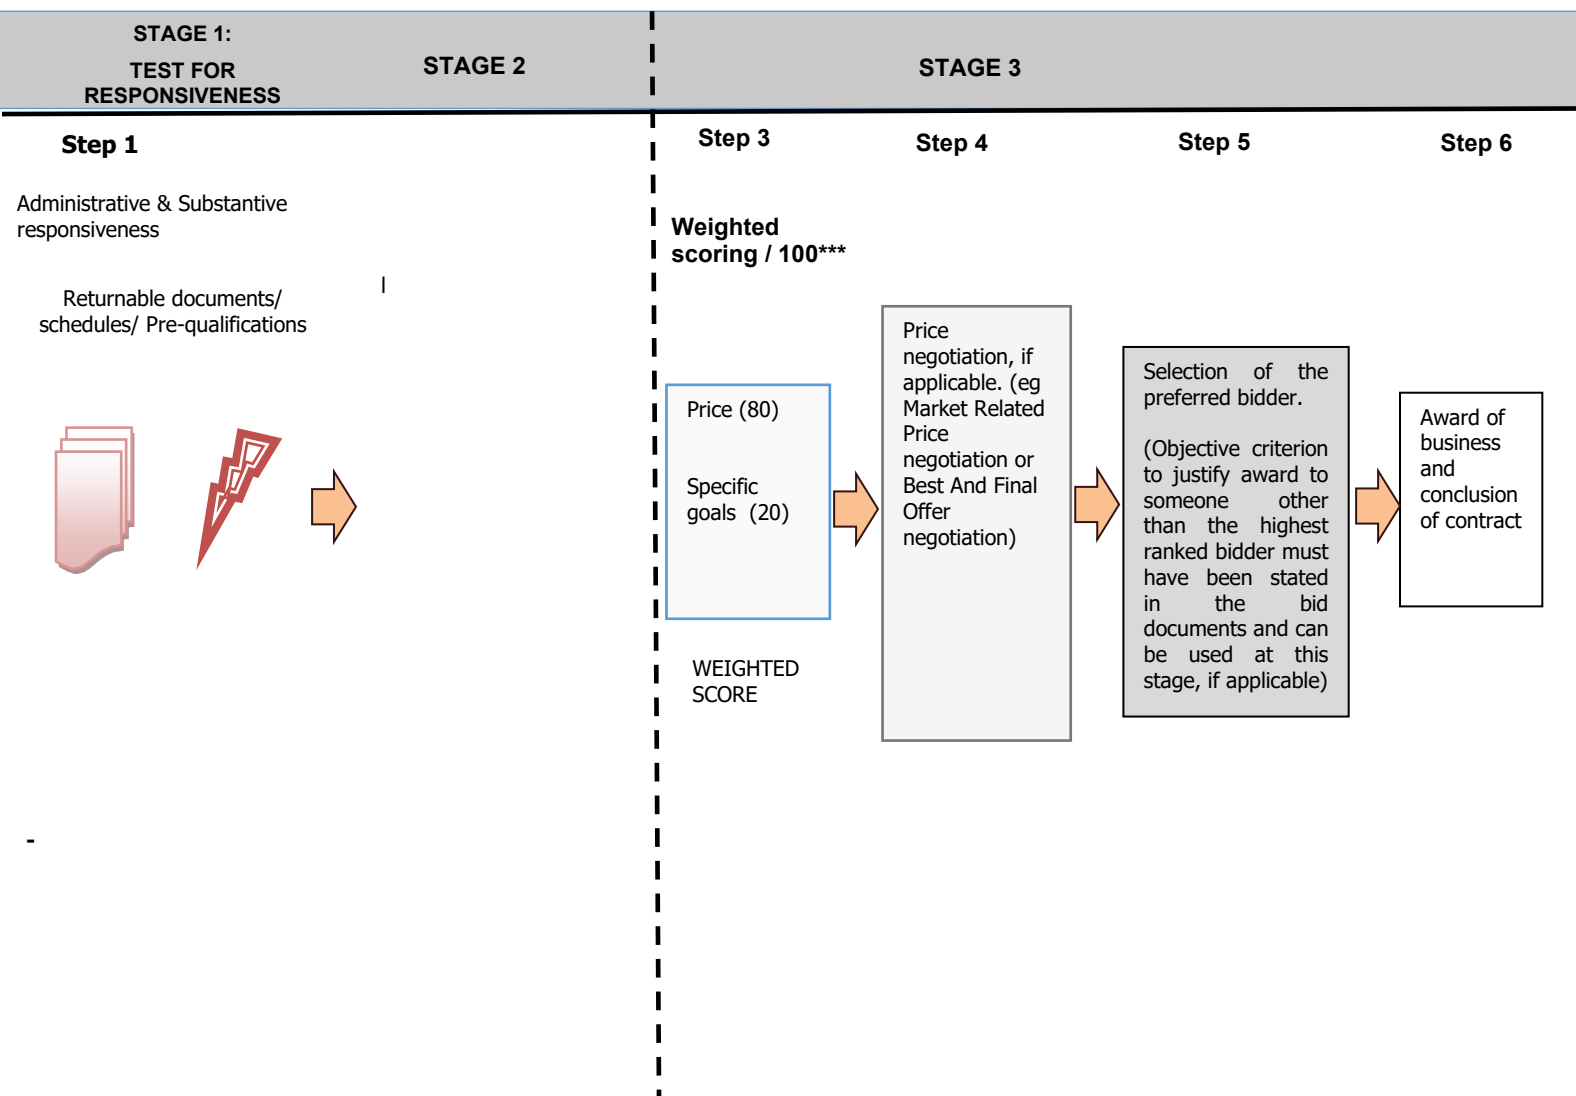 STAGE 1:
TEST FOR
RESPONSIVENESS
STAGE 2
STAGE 3
Step 1
Administrative & Substantive
responsiveness
Returnable documents/
schedules/ Pre-qualifications
l
-
Step 3
Weighted
scoring / 100***
Price (80)
Specific
goals (20)
WEIGHTED
SCORE
Step 4
Price
negotiation, if
applicable. (eg
Market Related
Price
negotiation or
Best And Final
Offer
negotiation)
Step 5
Selection of the
preferred bidder.
(Objective criterion
to justify award to
someone other
than the highest
ranked bidder must
have been stated
in the bid
documents and can
be used at this
stage, if applicable)
Step 6
Award of
business
and
conclusion
of contract